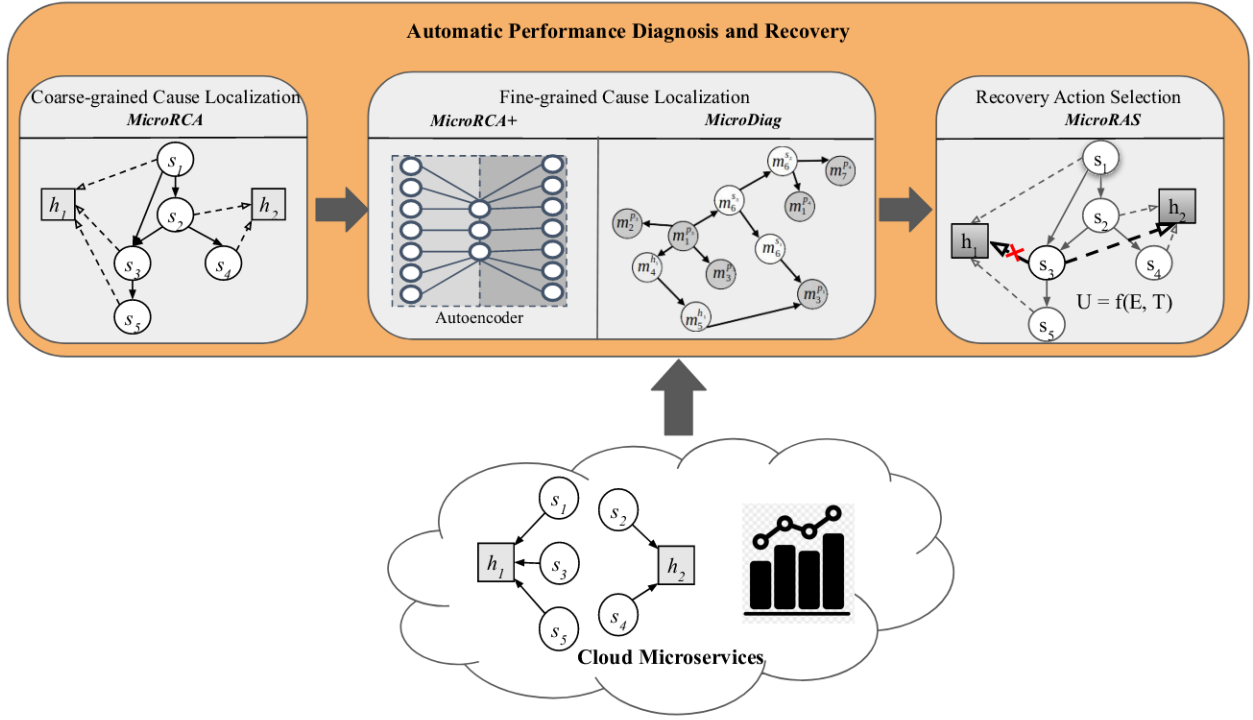 Automatic Performance Diagnosis and Recovery
Coarse-grained Cause Localization
MicroRCA
s1
h1
h2
s2
s3
s4
s5
Fine-grained Cause Localization
MicroRCA+
MicroDiag
Autoencoder
Recovery Action Selection
MicroRAS
s1
h2
s2
h1
s3
s4
U = f(E, T)
s5
s1
s2
h1
s3
h2
s4
s5
Cloud Microservices